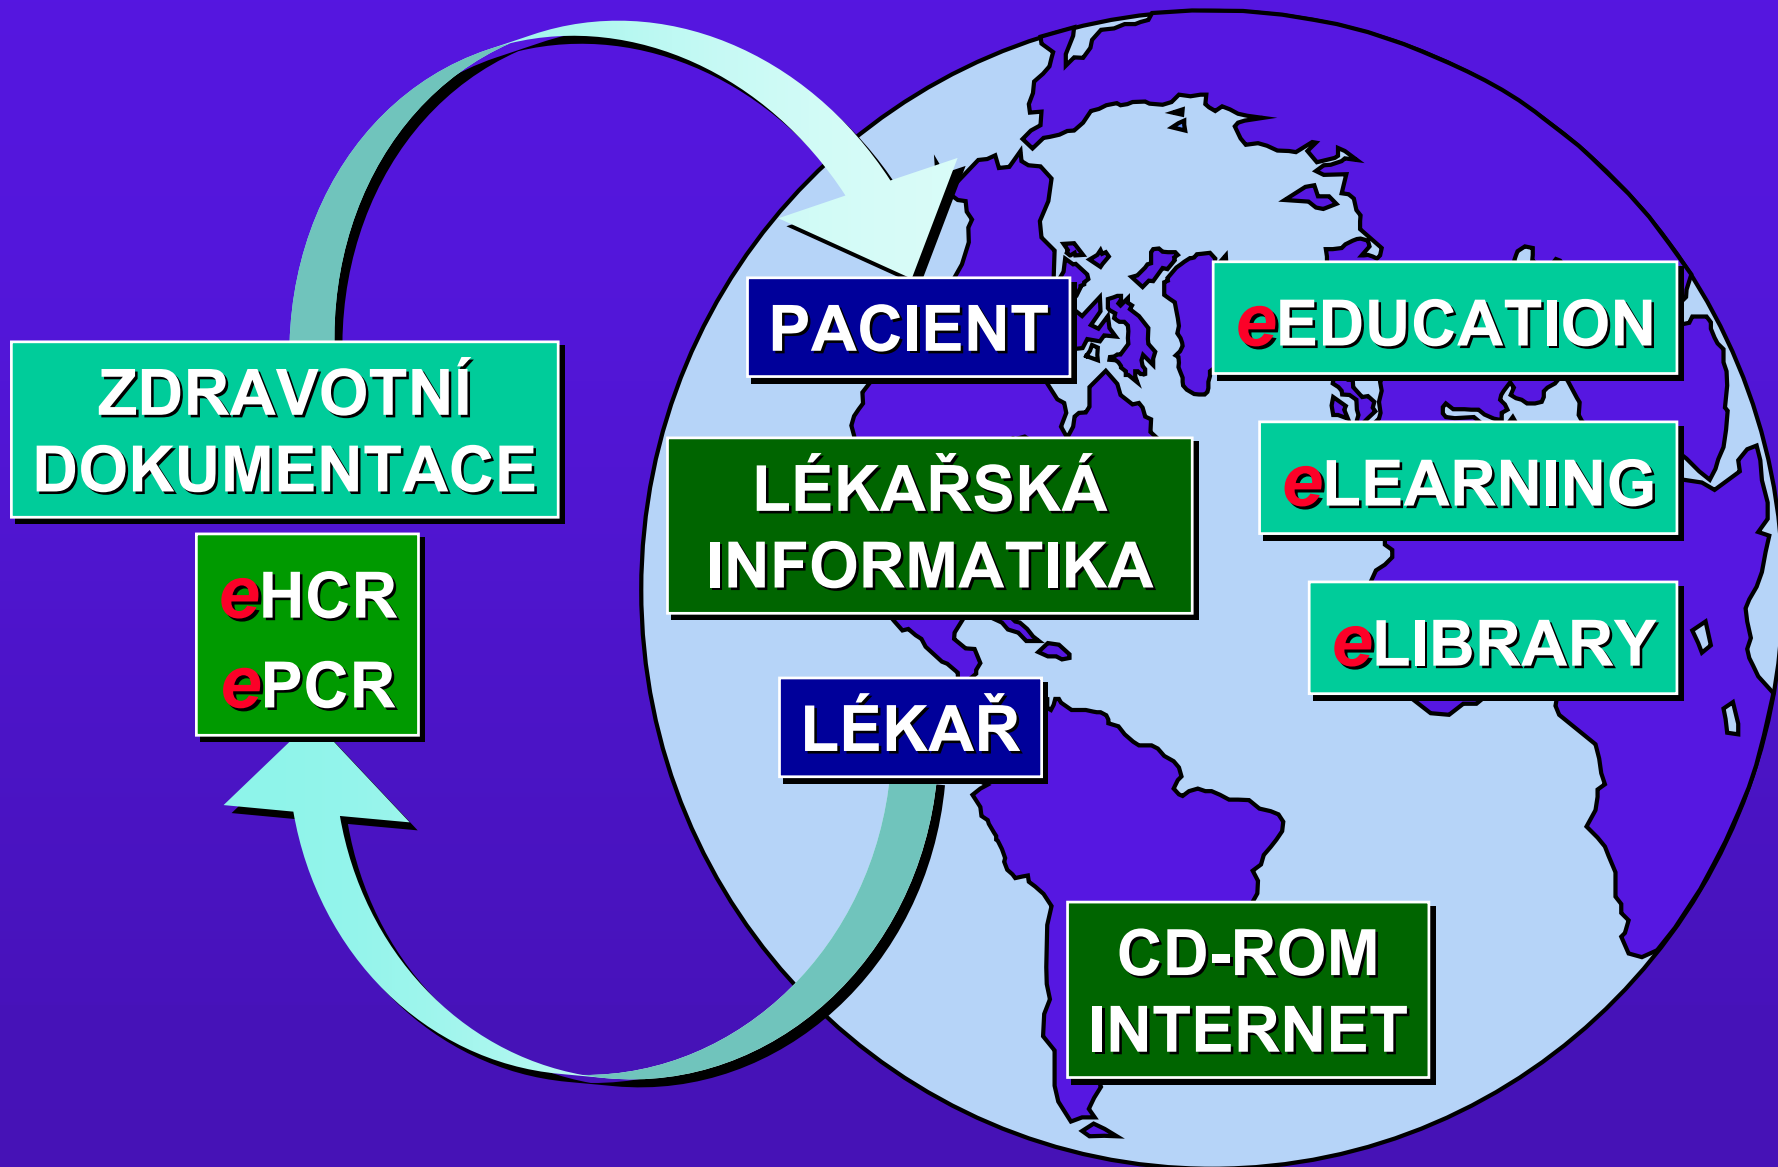 ZDRAVOTNÍ
DOKUMENTACE
eHCR
ePCR
PACIENT
LÉKAŘSKÁ
INFORMATIKA
LÉKAŘ
eEDUCATION
eLEARNING
eLIBRARY
CD-ROM
INTERNET